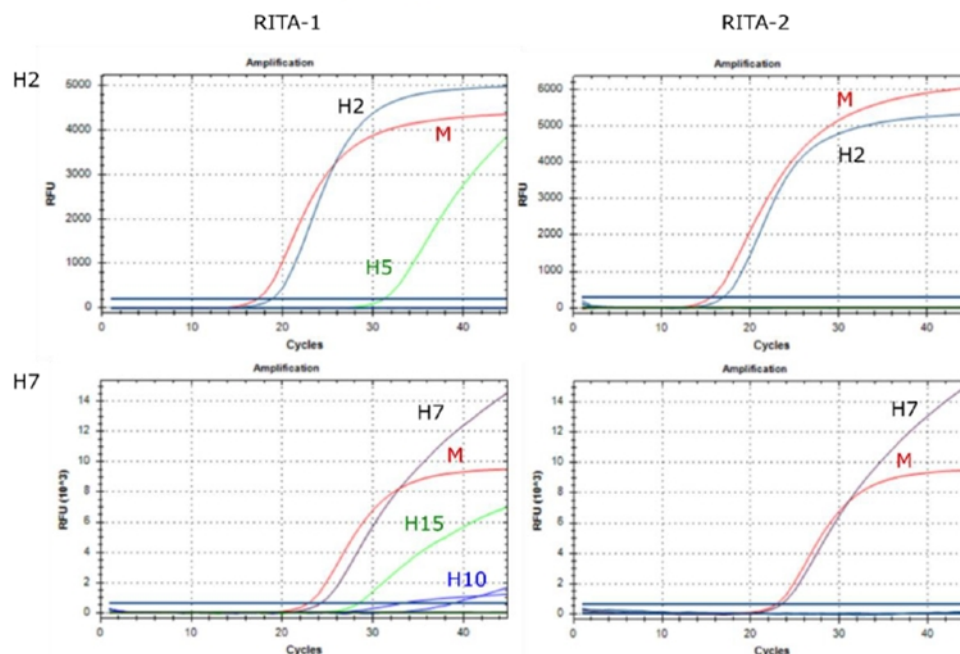 RITA-1
RITA-2
H2
Amplification
RFU
5000
4000
3000
2000
1000
0
H2
M
H5
0 10 20 30 40
Cycles
Amplification
RFU
6000
5000
4000
3000
2000
1000
0
M
H2
0 10 20 30 40
Cycles
H7
Amplification
RFU (10^3)
14
12
10
8
6
4
2
0
H7
M
H15
H10
0 10 20 30 40
Cycles
Amplification
RFU (10^3)
14
12
10
8
6
4
2
0
H7
M
0 10 20 30 40
Cycles